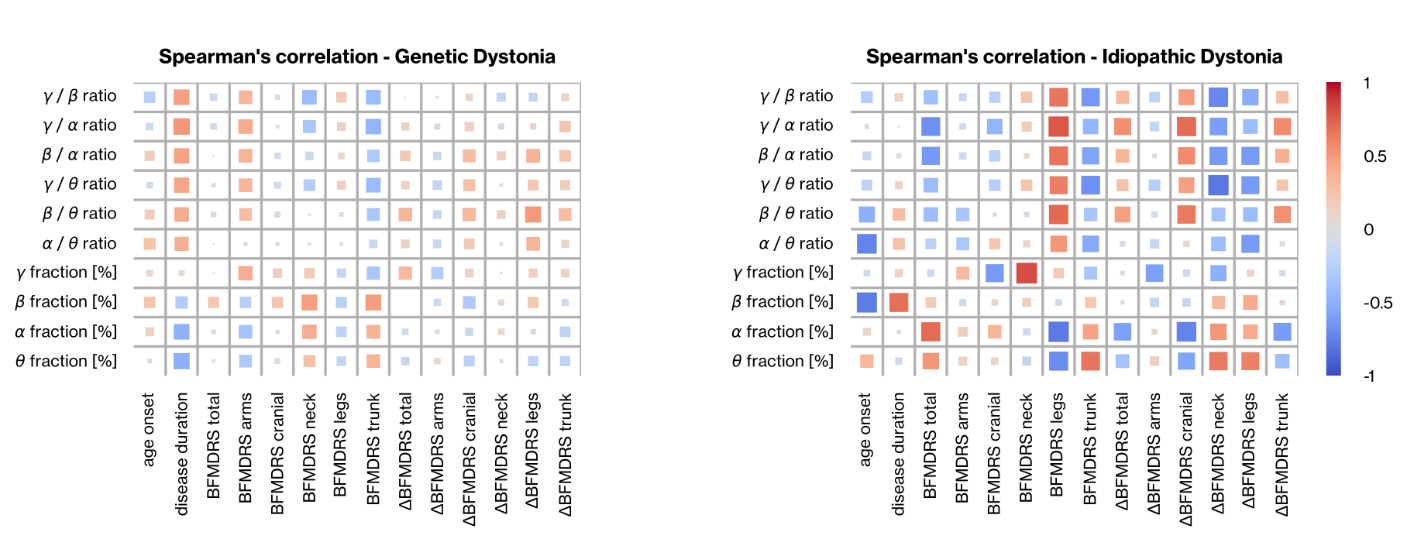 Spearman's correlation - Genetic Dystonia
γ / β ratio
γ / α ratio
β / α ratio
γ / θ ratio
β / θ ratio
α / θ ratio
γ fraction [%]
β fraction [%]
α fraction [%]
θ fraction [%]
age onset
disease duration
BFMDRS total
BFMDRS arms
BFMDRS cranial
BFMDRS neck
BFMDRS legs
BFMDRS trunk
ΔBFMDRS total
ΔBFMDRS arms
ΔBFMDRS cranial
ΔBFMDRS neck
ΔBFMDRS legs
ΔBFMDRS trunk
Spearman's correlation - Idiopathic Dystonia
γ / β ratio
γ / α ratio
β / α ratio
γ / θ ratio
β / θ ratio
α / θ ratio
γ fraction [%]
β fraction [%]
α fraction [%]
θ fraction [%]
age onset
disease duration
BFMDRS total
BFMDRS arms
BFMDRS cranial
BFMDRS neck
BFMDRS legs
BFMDRS trunk
ΔBFMDRS total
ΔBFMDRS arms
ΔBFMDRS cranial
ΔBFMDRS neck
ΔBFMDRS legs
ΔBFMDRS trunk
1
0.5
0
-0.5
-1